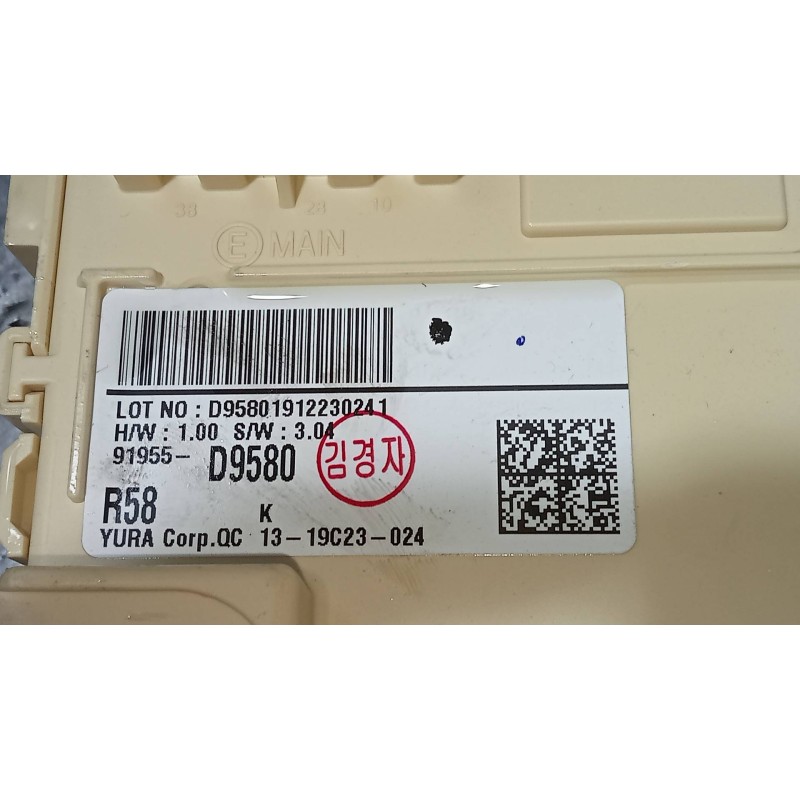 38 28 10
E MAIN
LOT NO : D95801912230241
H/W : 1.00 S/W : 3.04
91955- D9580
김경자
R58 K
YURA Corp.QC 13-19C23-024